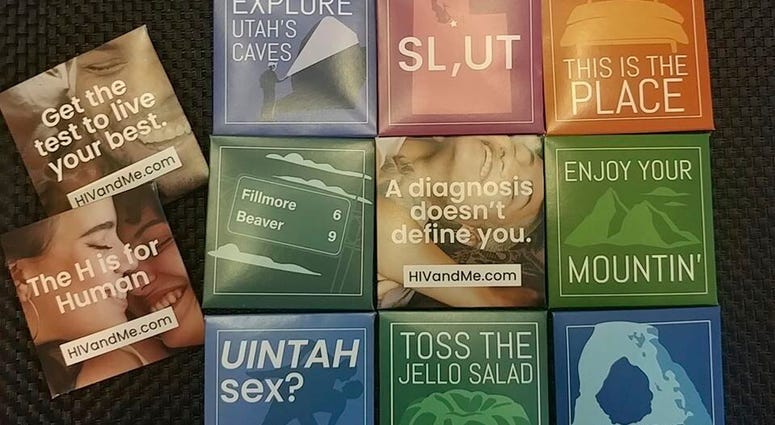 EXPLORE
UTAH'S
CAVES
SL,UT
THIS IS THE
PLACE
Get the
test to live
your best.
HIVandMe.com
Fillmore 6
Beaver 9
A diagnosis
doesn't
define you.
HIVandMe.com
ENJOY YOUR
MOUNTIN'
The H is for
Human
HIVandMe.com
UINTAH
sex?
TOSS THE
JELLO SALAD